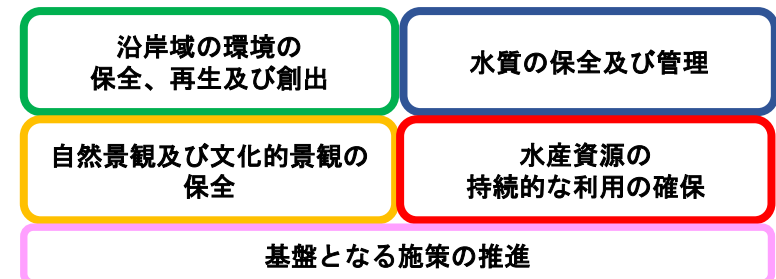 沿岸域の環境の
保全、再生及び創出
水質の保全及び管理
自然景観及び文化的景観の
保全
水産資源の
持続的な利用の確保
基盤となる施策の推進